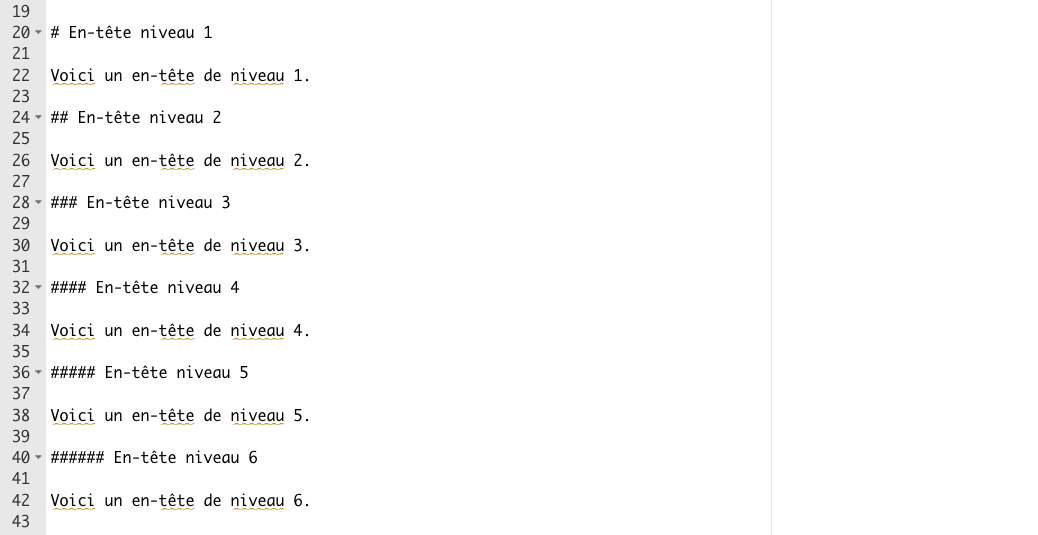 19
20 # En-tête niveau 1
21
22 Voici un en-tête de niveau 1.
23
24 ## En-tête niveau 2
25
26 Voici un en-tête de niveau 2.
27
28 ### En-tête niveau 3
29
30 Voici un en-tête de niveau 3.
31
32 #### En-tête niveau 4
33
34 Voici un en-tête de niveau 4.
35
36 ##### En-tête niveau 5
37
38 Voici un en-tête de niveau 5.
39
40 ###### En-tête niveau 6
41
42 Voici un en-tête de niveau 6.
43